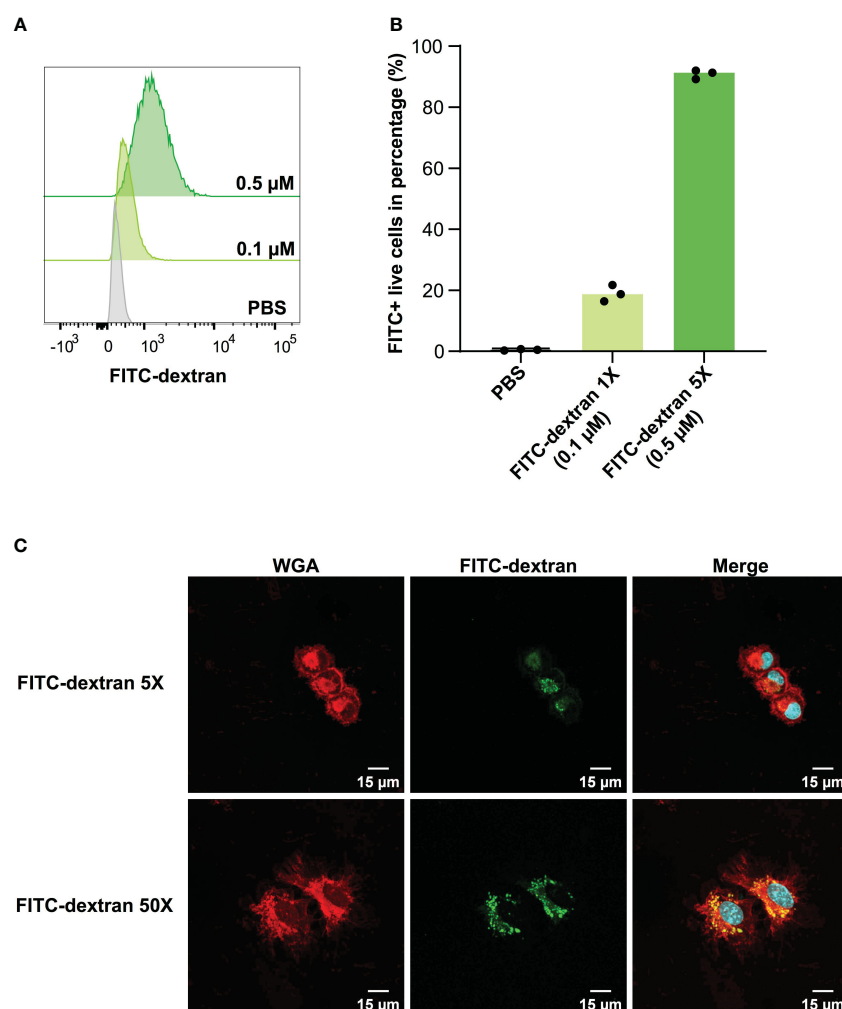 A
0.5 µM
0.1 µM
PBS
-10³ 0 10³ 10⁴ 10⁵
FITC-dextran
B
FITC+ live cells in percentage (%)
100
80
60
40
20
0
PBS
FITC-dextran 1X
(0.1 µM)
FITC-dextran 5X
(0.5 µM)
C
WGA FITC-dextran Merge
FITC-dextran 5X
15 µm 15 µm 15 µm
FITC-dextran 50X
15 µm 15 µm 15 µm